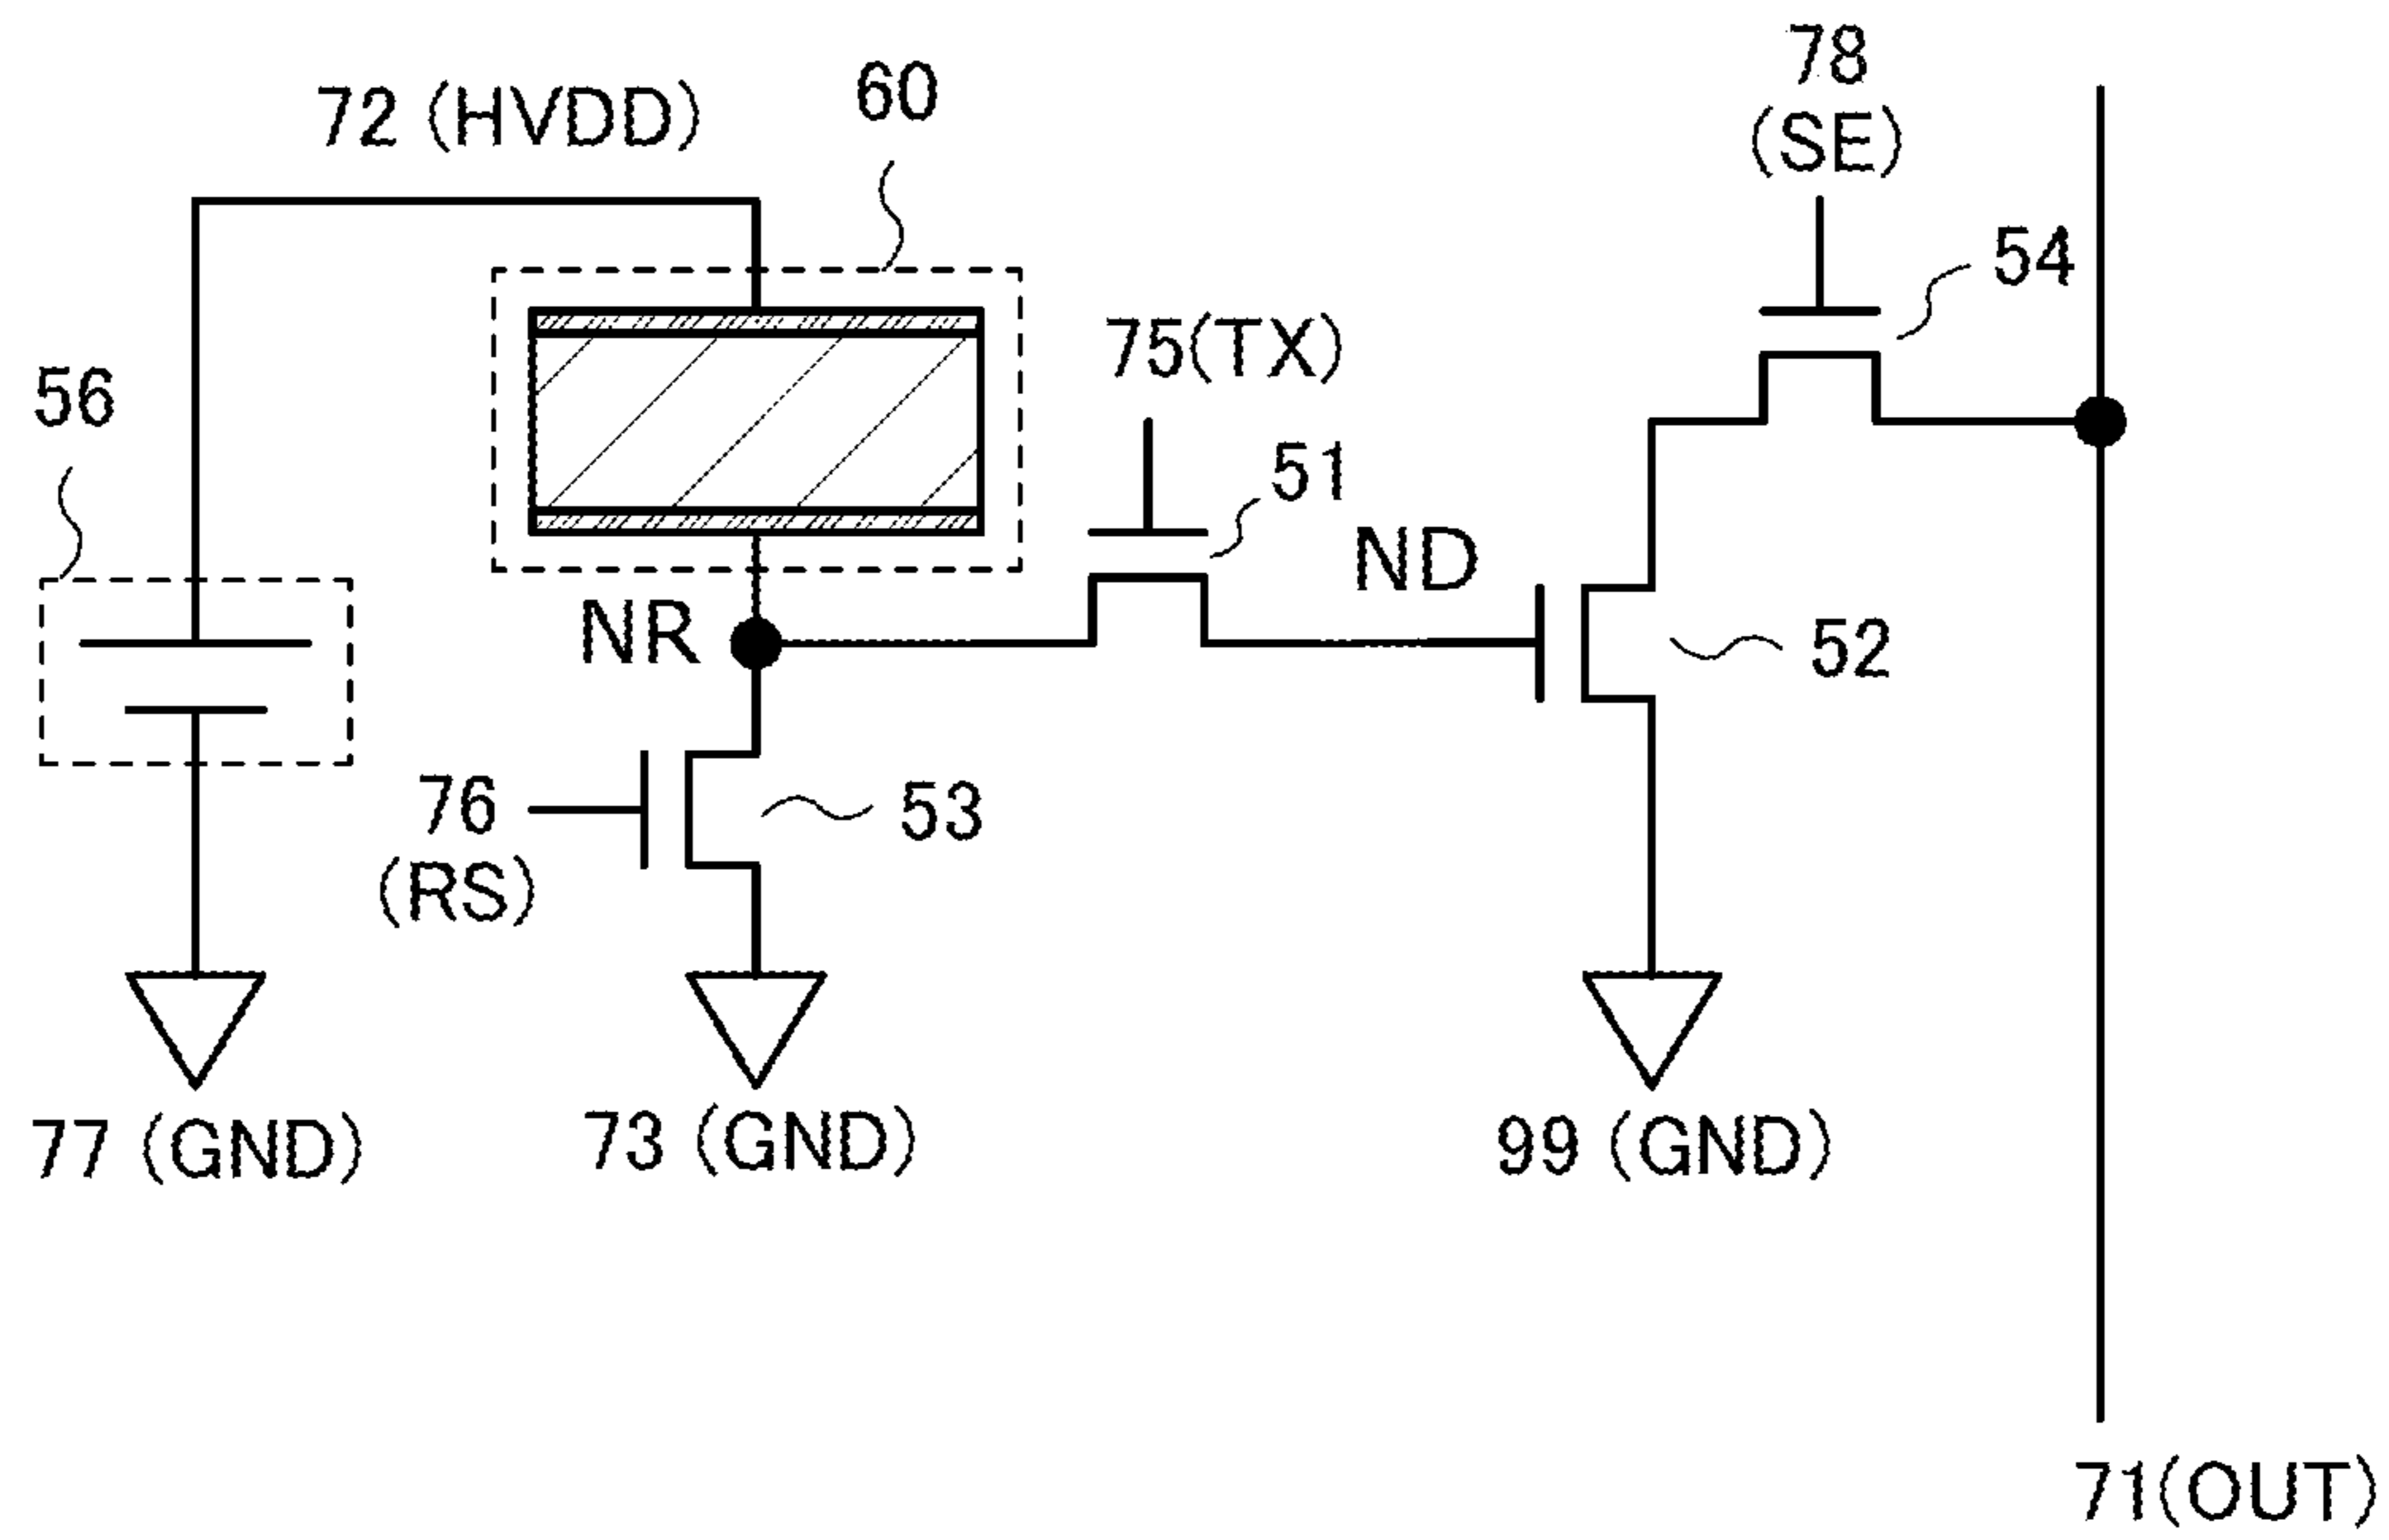 78
(SE)
60
72 (HVDD)
54
75(TX)
56
51
ND
NR
52
76
(RS)
53
77 (GND)
73 (GND)
99 (GND)
71(OUT)